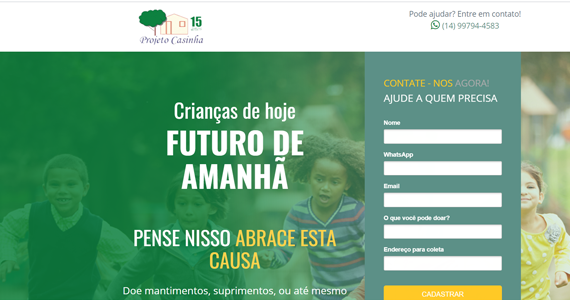 15
Projeto Casinha
Pode ajudar? Entre em contato!
(14) 99794-4583
Crianças de hoje
FUTURO DE
AMANHÃ
PENSE NISSO ABRACE ESTA
CAUSA
Doe mantimentos, suprimentos, ou até mesmo
CONTATE - NOS AGORA!
AJUDE A QUEM PRECISA
Nome
WhatsApp
Email
O que você pode doar?
Endereço para coleta
CADASTRAR